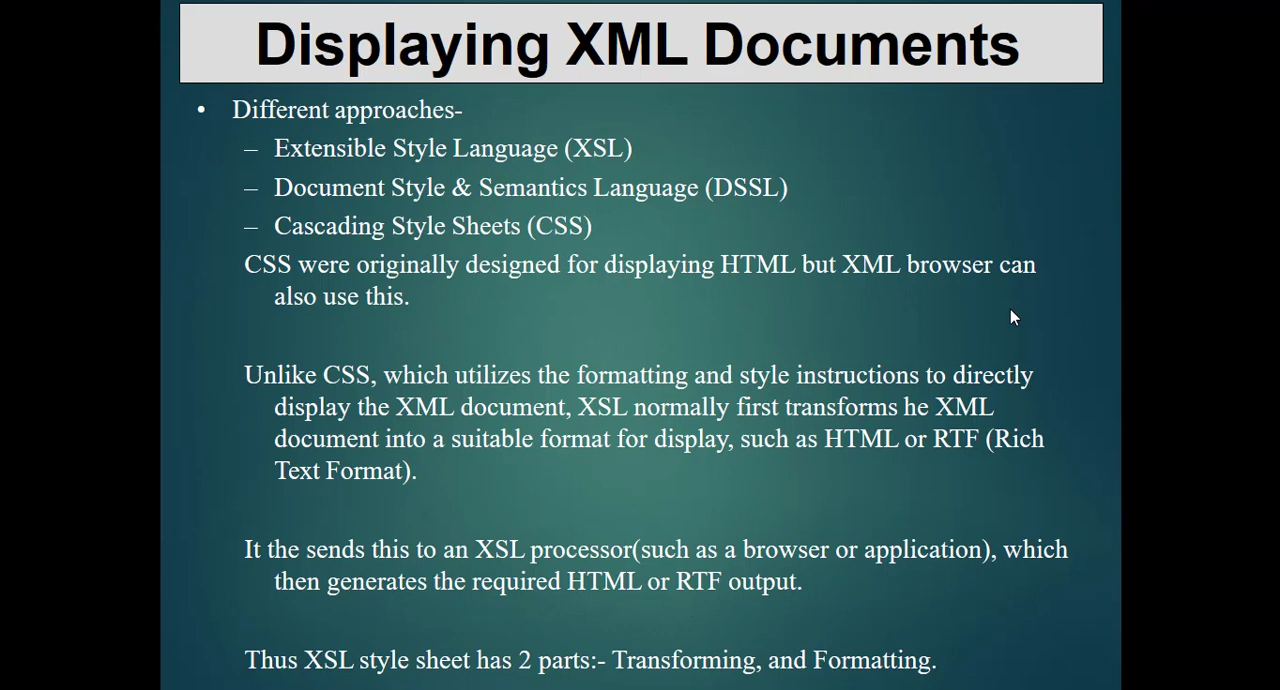 Displaying XML Documents
• Different approaches-
– Extensible Style Language (XSL)
– Document Style & Semantics Language (DSSL)
– Cascading Style Sheets (CSS)
CSS were originally designed for displaying HTML but XML browser can
also use this.
Unlike CSS, which utilizes the formatting and style instructions to directly
display the XML document, XSL normally first transforms he XML
document into a suitable format for display, such as HTML or RTF (Rich
Text Format).
It the sends this to an XSL processor(such as a browser or application), which
then generates the required HTML or RTF output.
Thus XSL style sheet has 2 parts:- Transforming, and Formatting.